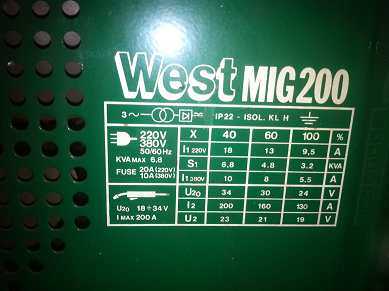 West MIG 200
3~ IP22 - ISOL. KL H
220V 380V 50/60Hz X 40 60 100 %
KVA MAX 6.8 I1 220V 18 13 9,5 A
FUSE 20A (220V) 10A (380V) S1 6,8 4.8 3.2 KVA
I1 380V 10 8 5,5 A
U20 34 30 24 V
U20 18÷34V I2 200 160 130 A
I MAX 200 A U2 23 21 19 V